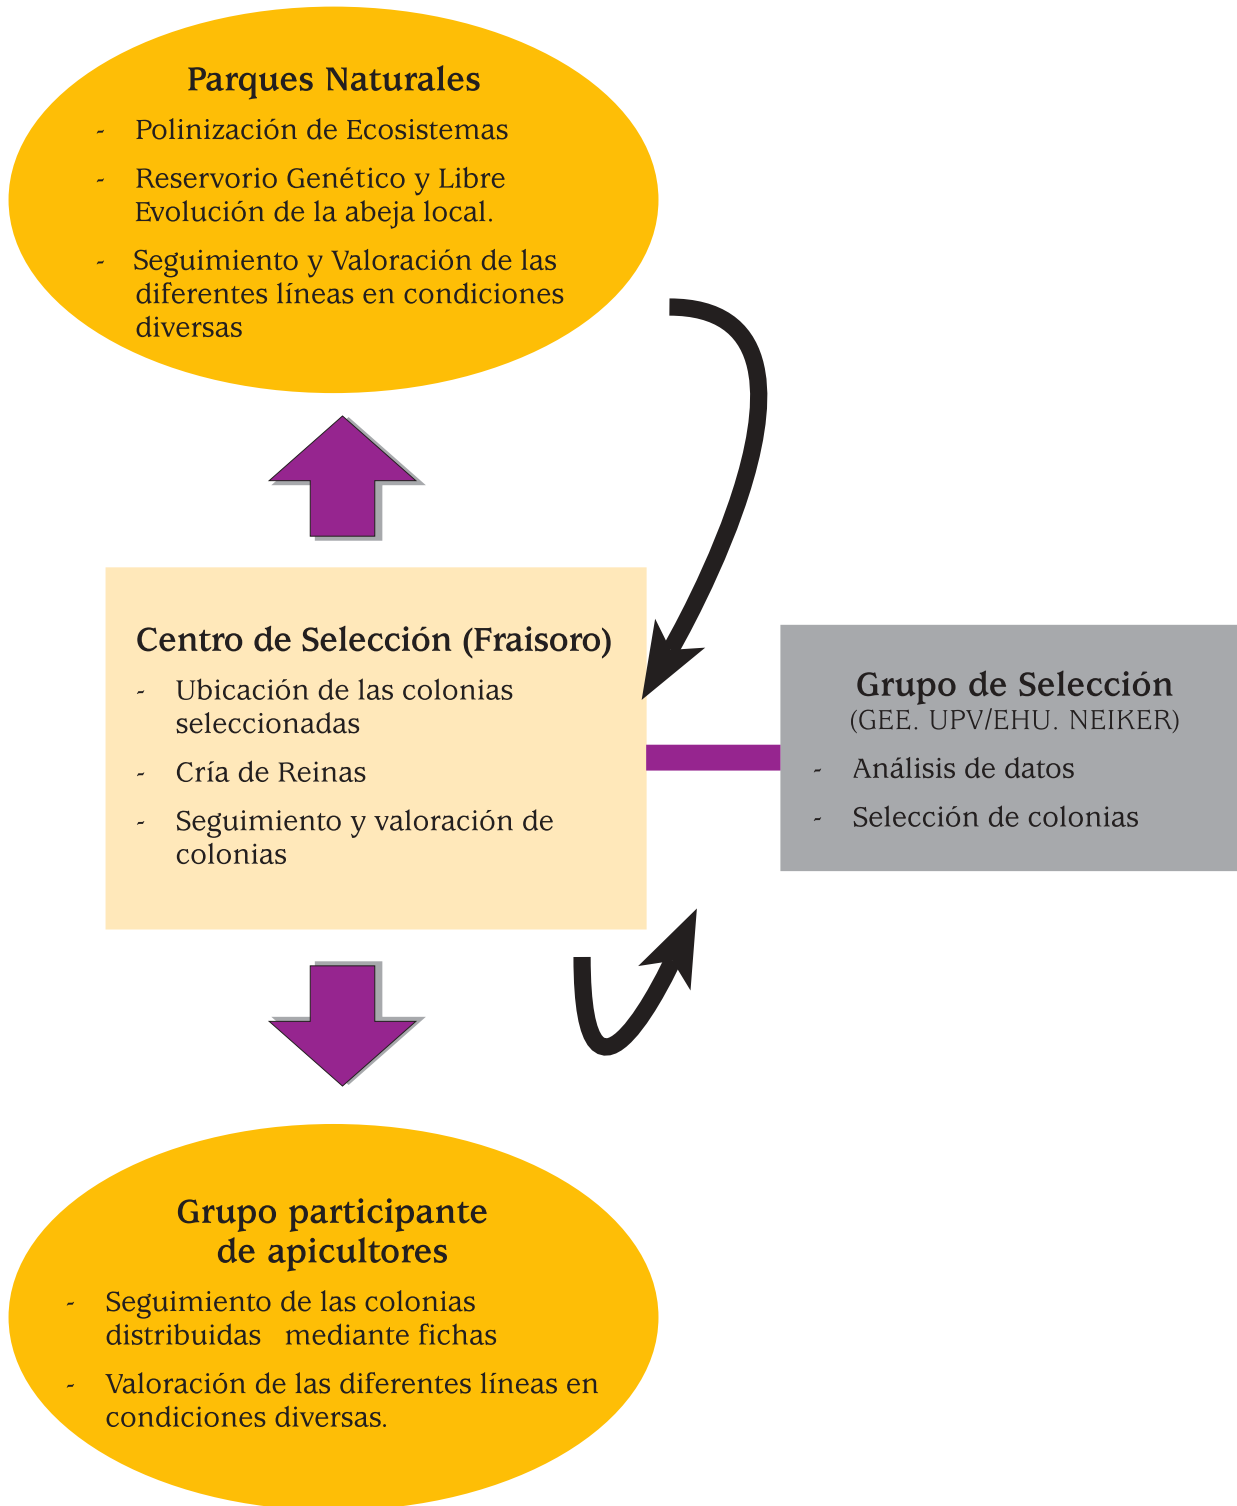 Parques Naturales
- Polinización de Ecosistemas
- Reservorio Genético y Libre
Evolución de la abeja local.
- Seguimiento y Valoración de las
diferentes líneas en condiciones
diversas
Centro de Selección (Fraisoro)
- Ubicación de las colonias
seleccionadas
- Cría de Reinas
- Seguimiento y valoración de
colonias
Grupo de Selección
(GEE. UPV/EHU. NEIKER)
- Análisis de datos
- Selección de colonias
Grupo participante
de apicultores
- Seguimiento de las colonias
distribuidas mediante fichas
- Valoración de las diferentes líneas en
condiciones diversas.